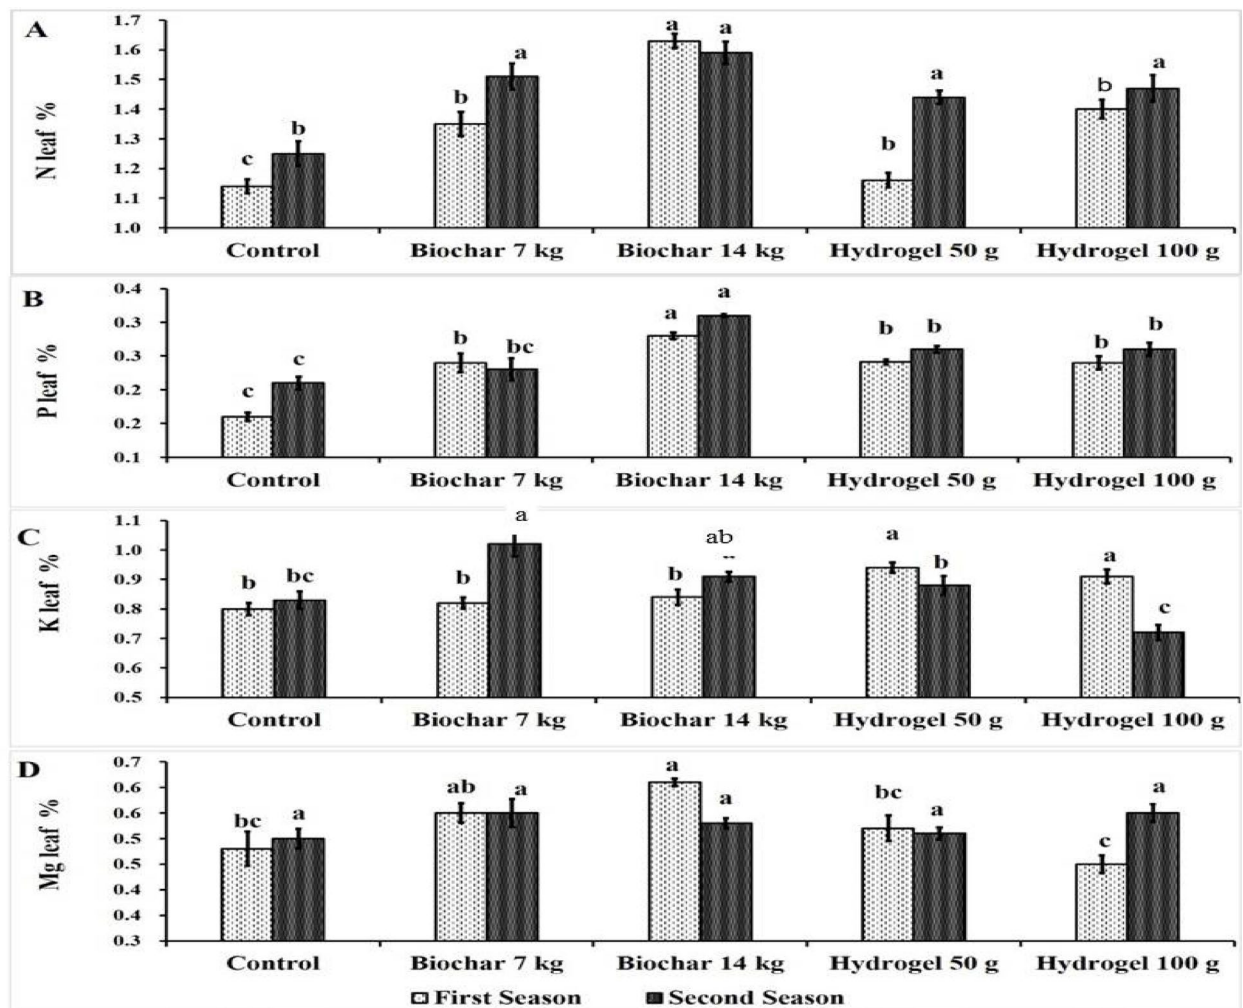 A
N leaf %
1.7
1.6
1.5
1.4
1.3
1.2
1.1
1.0
c b b a a a b a b a
Control Biochar 7 kg Biochar 14 kg Hydrogel 50 g Hydrogel 100 g
B
P leaf %
0.4
0.3
0.3
0.2
0.2
0.1
c c b bc a a b b b b
Control Biochar 7 kg Biochar 14 kg Hydrogel 50 g Hydrogel 100 g
C
K leaf %
1.1
1.0
0.9
0.8
0.7
0.6
0.5
b bc b a b ab a b a c
Control Biochar 7 kg Biochar 14 kg Hydrogel 50 g Hydrogel 100 g
D
Mg leaf %
0.7
0.6
0.6
0.5
0.5
0.4
0.4
0.3
bc a ab a a a bc a c a
Control Biochar 7 kg Biochar 14 kg Hydrogel 50 g Hydrogel 100 g
First Season Second Season